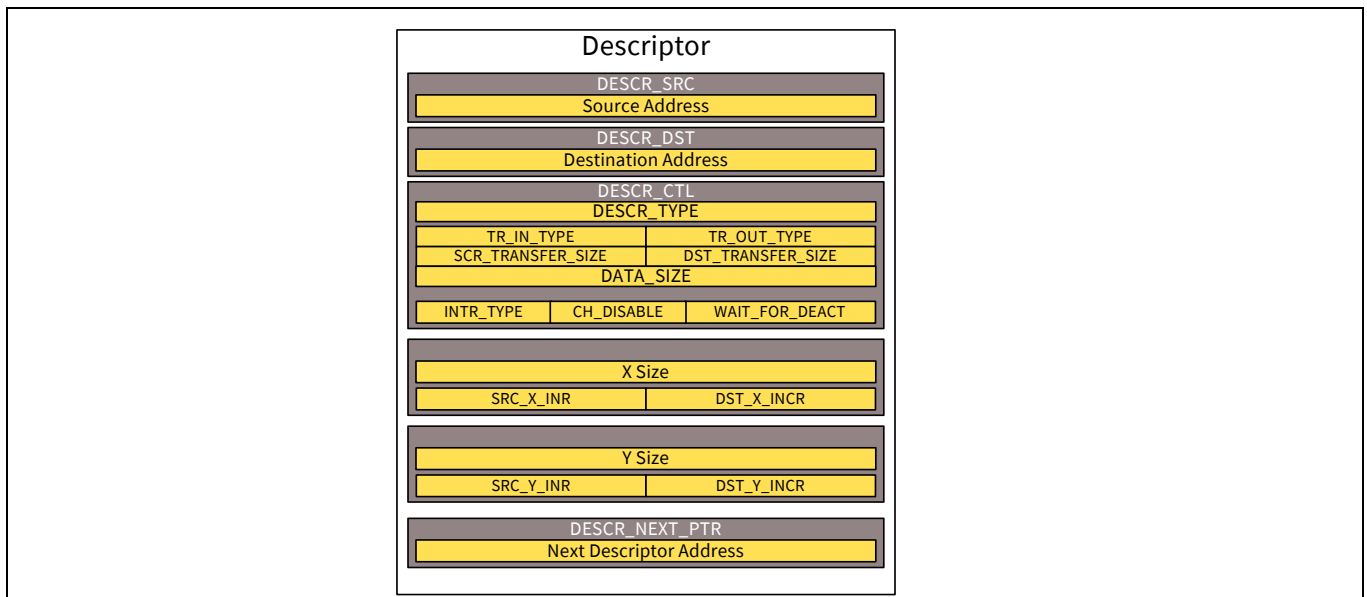 Descriptor
DESCR_SRC
Source Address
DESCR_DST
Destination Address
DESCR_CTL
DESCR_TYPE
TR_IN_TYPE TR_OUT_TYPE
SCR_TRANSFER_SIZE DST_TRANSFER_SIZE
DATA_SIZE
INTR_TYPE CH_DISABLE WAIT_FOR_DEACT
X Size
SRC_X_INR DST_X_INCR
Y Size
SRC_Y_INR DST_Y_INCR
DESCR_NEXT_PTR
Next Descriptor Address